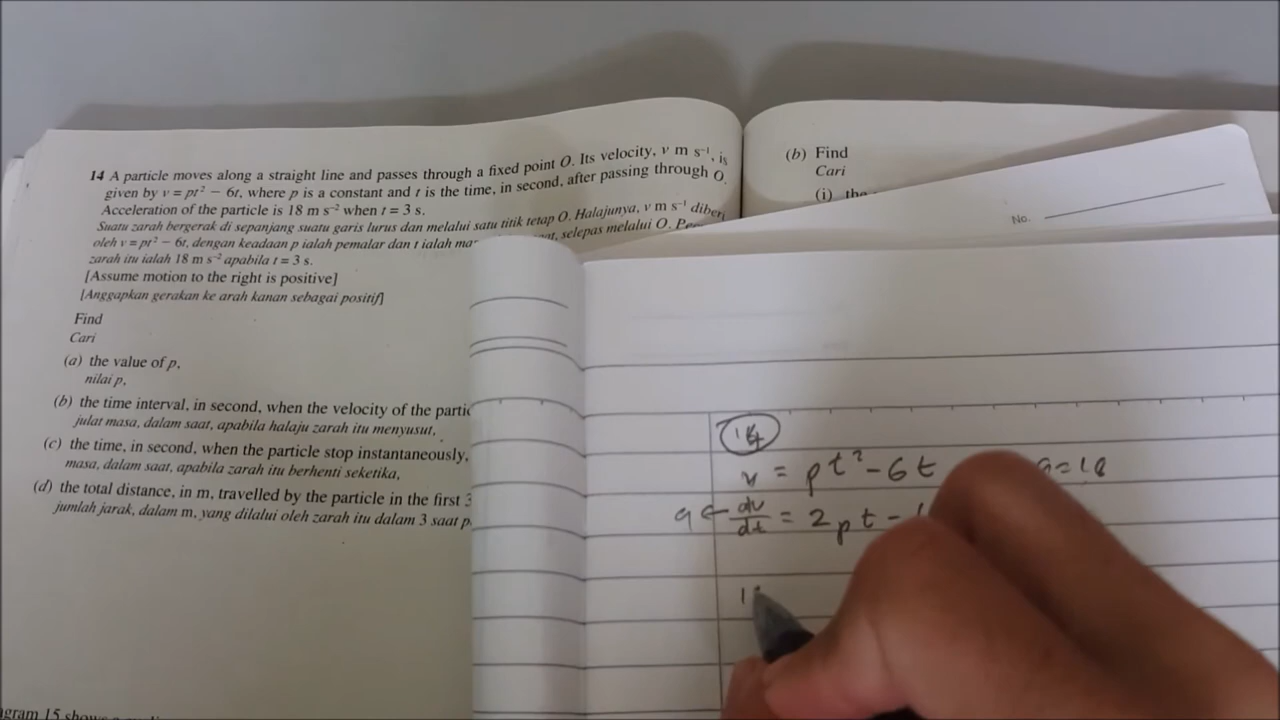 14 A particle moves along a straight line and passes through a fixed point O. Its velocity, v m s⁻¹, is
given by v = pt² − 6t, where p is a constant and t is the time, in second, after passing through O.
Acceleration of the particle is 18 m s⁻² when t = 3 s.
Suatu zarah bergerak di sepanjang suatu garis lurus dan melalui satu titik tetap O. Halajunya, v m s⁻¹ diberi
oleh v = pt² − 6t, dengan keadaan p ialah pemalar dan t ialah selepas melalui O.
zarah itu ialah 18 m s⁻² apabila t = 3 s.
[Assume motion to the right is positive]
[Anggapkan gerakan ke arah kanan sebagai positif]
Find
Cari
(a) the value of p,
nilai p,
(b) the time interval, in second, when the velocity of the
julat masa, dalam saat, apabila halaju zarah itu menyusut,
(c) the time, in second, when the particle stop instantaneously,
masa, dalam saat, apabila zarah itu berhenti seketika,
(d) the total distance, in m, travelled by the particle in the first 3
jumlah jarak, dalam m, yang dilalui oleh zarah itu dalam 3 saat
(b) Find
Cari
(i)
No.
14
v = pt² − 6t
a = 18
a ← dv/dt = 2pt −